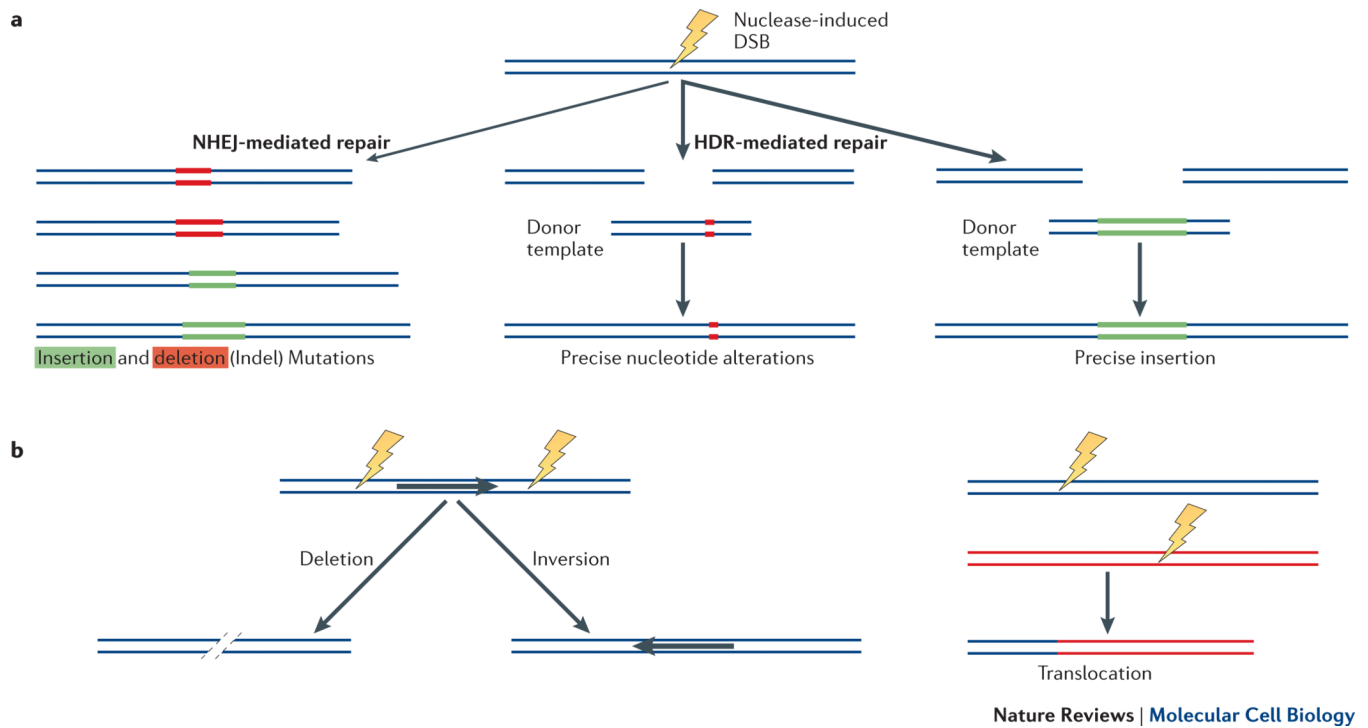 a
Nuclease-induced
DSB
NHEJ-mediated repair
HDR-mediated repair
Donor
template
Donor
template
Insertion and deletion (Indel) Mutations
Precise nucleotide alterations
Precise insertion
b
Deletion
Inversion
Translocation
Nature Reviews | Molecular Cell Biology